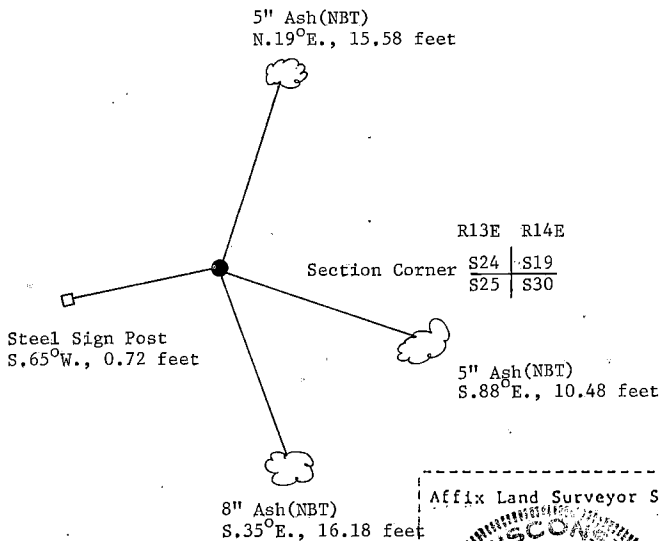 5" Ash(NBT)
N.19°E., 15.58 feet
R13E R14E
Section Corner S24 S19
S25 S30
Steel Sign Post
S.65°W., 0.72 feet
5" Ash(NBT)
S.88°E., 10.48 feet
8" Ash(NBT)
S.35°E., 16.18 feet
Affix Land Surveyor S
SCONS